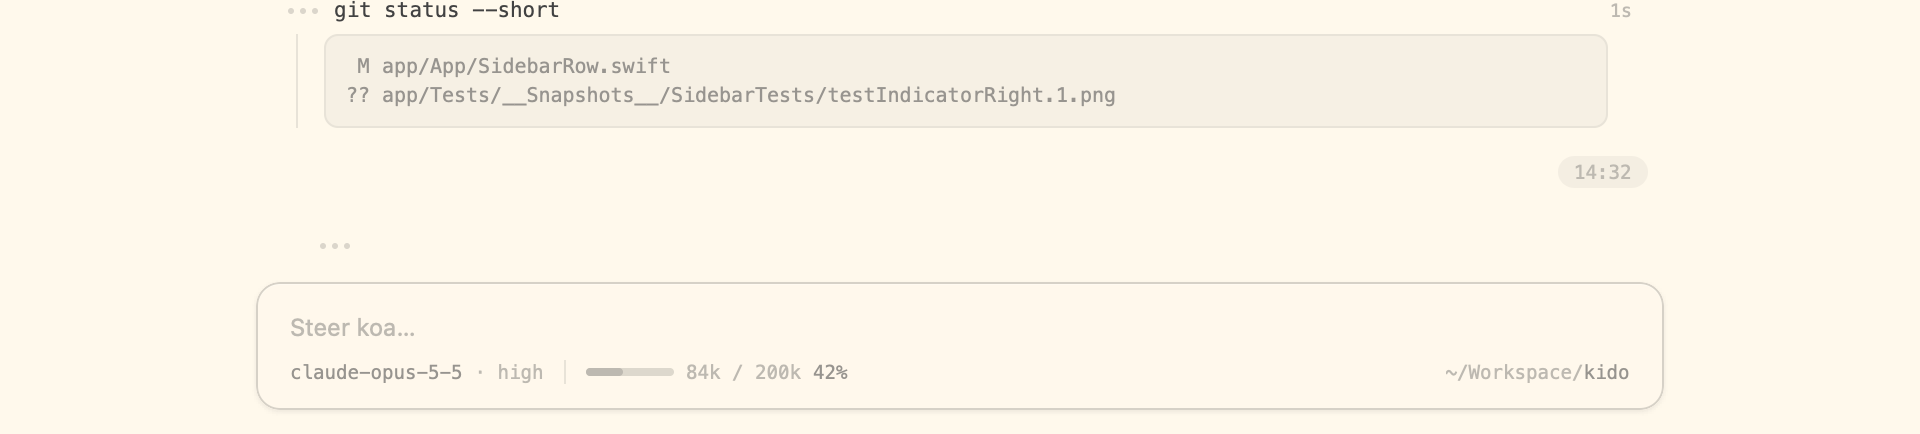 git status --short
1s
 M app/App/SidebarRow.swift
?? app/Tests/__Snapshots__/SidebarTests/testIndicatorRight.1.png
14:32
Steer koa...
claude-opus-5-5 · high 84k / 200k 42% ~/Workspace/kido